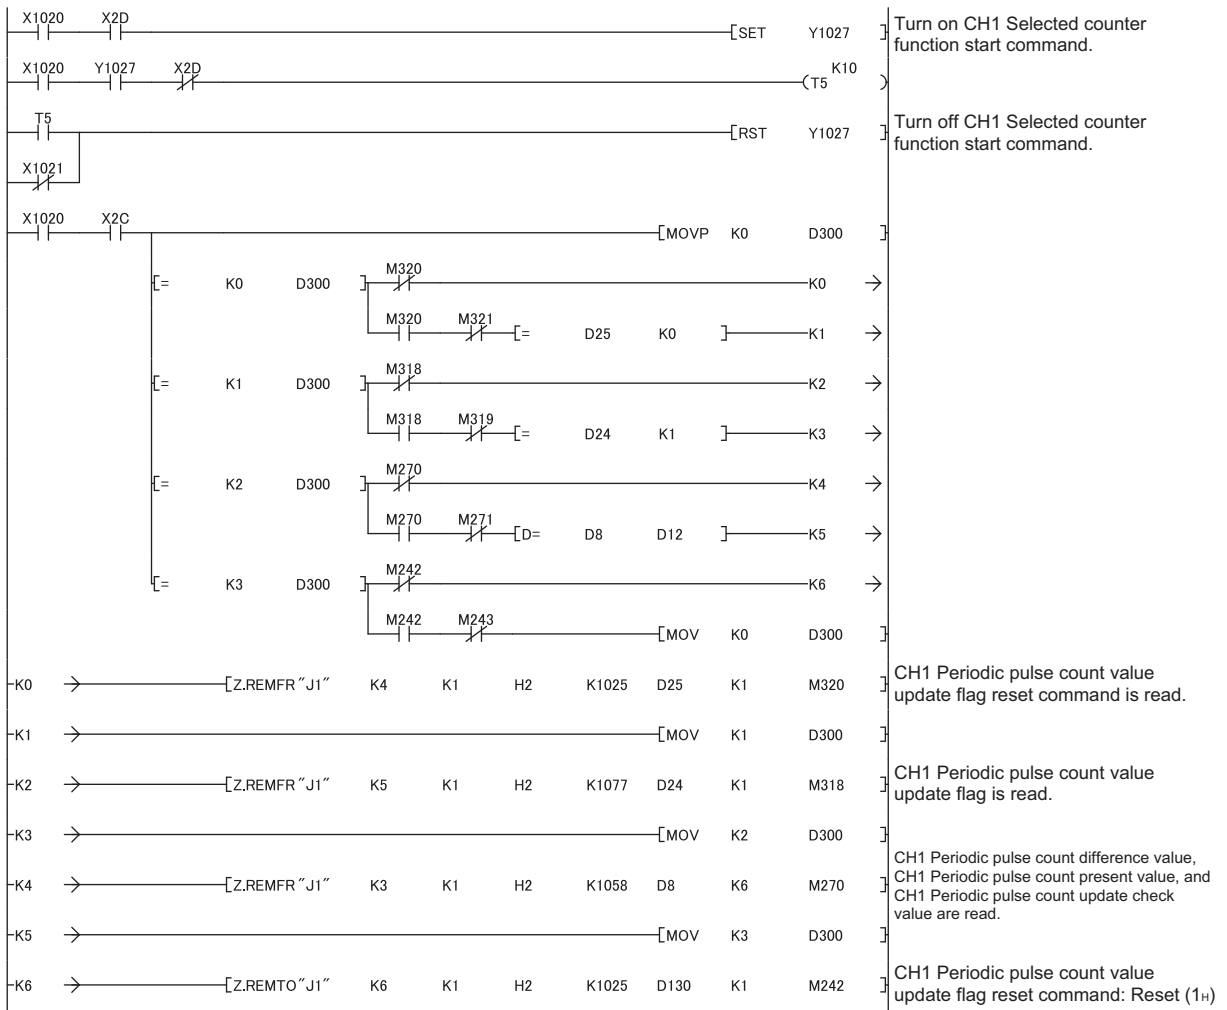 X1020 X2D
[SET Y1027 ]
Turn on CH1 Selected counter
function start command.
X1020 Y1027 X2D K10
(T5 )
T5
[RST Y1027 ]
Turn off CH1 Selected counter
function start command.
X1021
X1020 X2C
[MOVP K0 D300 ]
[= K0 D300 ] M320 K0
M320 M321 [= D25 K0 ] K1
[= K1 D300 ] M318 K2
M318 M319 [= D24 K1 ] K3
[= K2 D300 ] M270 K4
M270 M271 [D= D8 D12 ] K5
[= K3 D300 ] M242 K6
M242 M243 [MOV K0 D300 ]
K0 [Z.REMFR "J1" K4 K1 H2 K1025 D25 K1 M320 ]
CH1 Periodic pulse count value
update flag reset command is read.
K1 [MOV K1 D300 ]
K2 [Z.REMFR "J1" K5 K1 H2 K1077 D24 K1 M318 ]
CH1 Periodic pulse count value
update flag is read.
K3 [MOV K2 D300 ]
K4 [Z.REMFR "J1" K3 K1 H2 K1058 D8 K6 M270 ]
CH1 Periodic pulse count difference value,
CH1 Periodic pulse count present value, and
CH1 Periodic pulse count update check
value are read.
K5 [MOV K3 D300 ]
K6 [Z.REMTO "J1" K6 K1 H2 K1025 D130 K1 M242 ]
CH1 Periodic pulse count value
update flag reset command: Reset (1H)